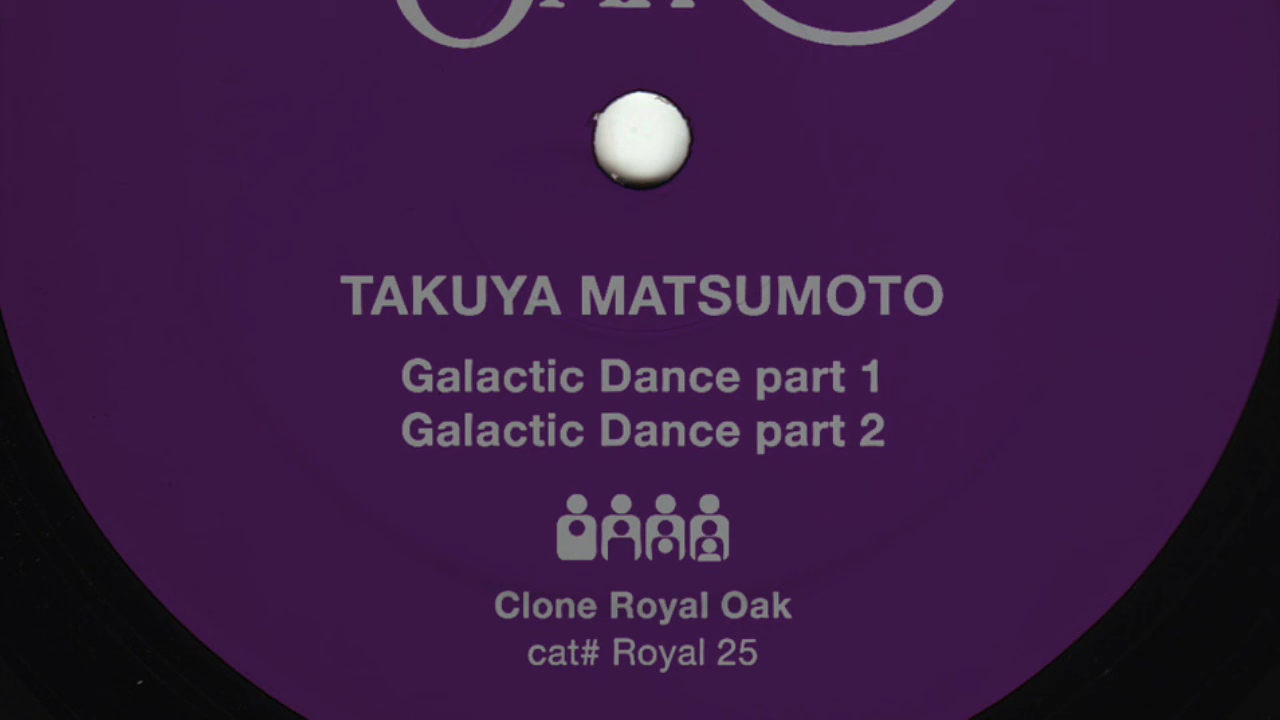 TAKUYA MATSUMOTO
Galactic Dance part 1
Galactic Dance part 2
Clone Royal Oak
cat# Royal 25